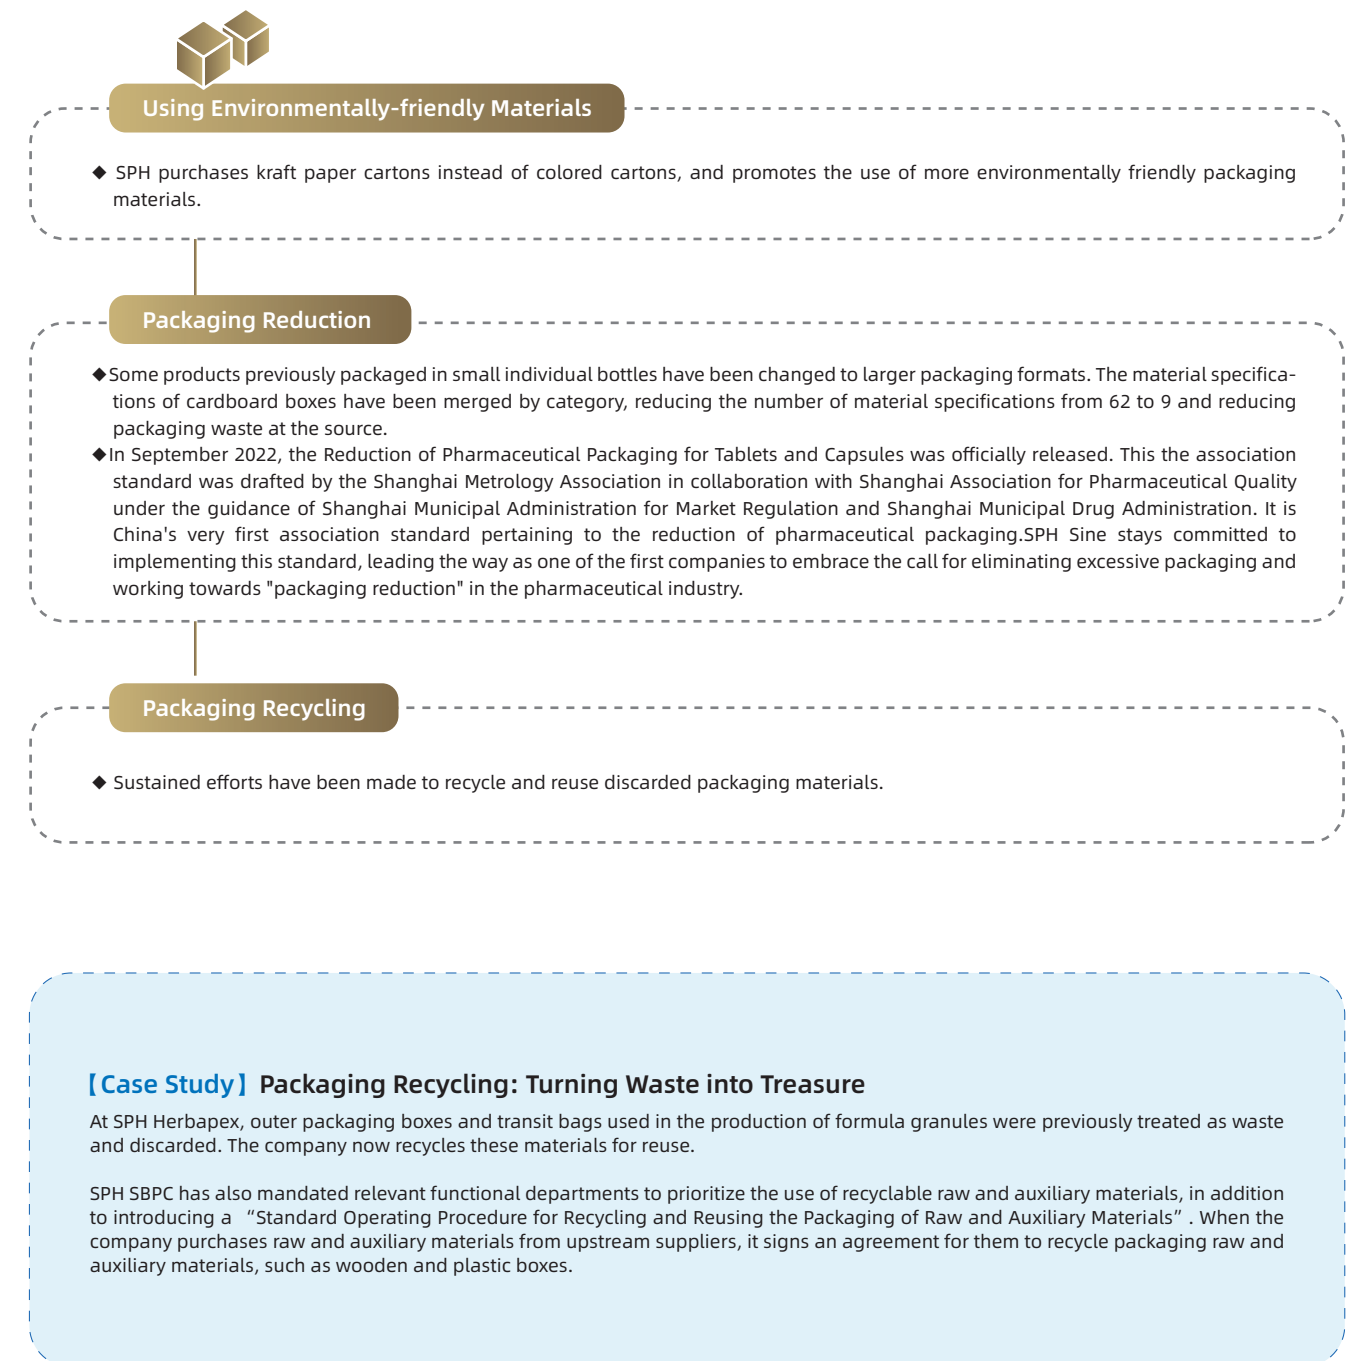 Using Environmentally-friendly Materials
◆ SPH purchases kraft paper cartons instead of colored cartons, and promotes the use of more environmentally friendly packaging
materials.
Packaging Reduction
◆Some products previously packaged in small individual bottles have been changed to larger packaging formats. The material specifica-
tions of cardboard boxes have been merged by category, reducing the number of material specifications from 62 to 9 and reducing
packaging waste at the source.
◆In September 2022, the Reduction of Pharmaceutical Packaging for Tablets and Capsules was officially released. This the association
standard was drafted by the Shanghai Metrology Association in collaboration with Shanghai Association for Pharmaceutical Quality
under the guidance of Shanghai Municipal Administration for Market Regulation and Shanghai Municipal Drug Administration. It is
China's very first association standard pertaining to the reduction of pharmaceutical packaging.SPH Sine stays committed to
implementing this standard, leading the way as one of the first companies to embrace the call for eliminating excessive packaging and
working towards "packaging reduction" in the pharmaceutical industry.
Packaging Recycling
◆ Sustained efforts have been made to recycle and reuse discarded packaging materials.
【Case Study】Packaging Recycling: Turning Waste into Treasure
At SPH Herbapex, outer packaging boxes and transit bags used in the production of formula granules were previously treated as waste
and discarded. The company now recycles these materials for reuse.
SPH SBPC has also mandated relevant functional departments to prioritize the use of recyclable raw and auxiliary materials, in addition
to introducing a “Standard Operating Procedure for Recycling and Reusing the Packaging of Raw and Auxiliary Materials”. When the
company purchases raw and auxiliary materials from upstream suppliers, it signs an agreement for them to recycle packaging raw and
auxiliary materials, such as wooden and plastic boxes.